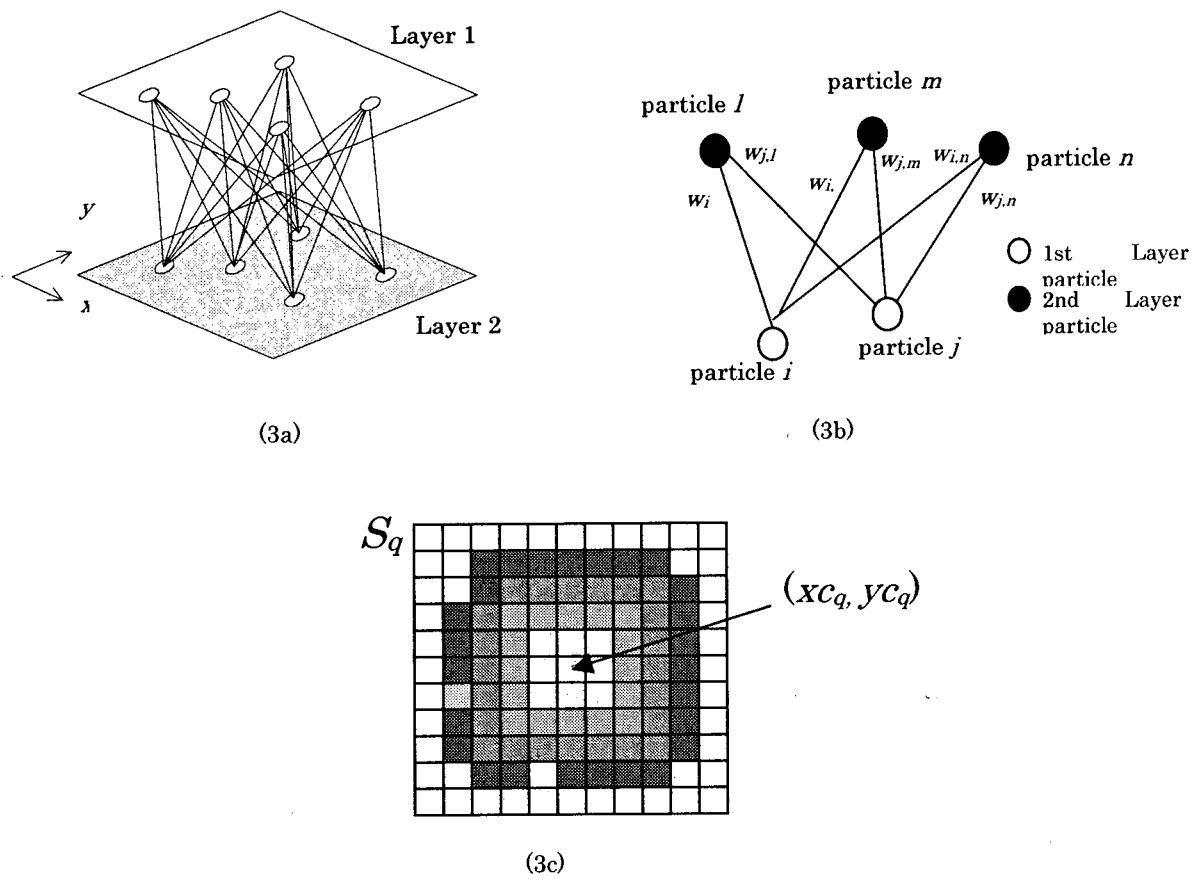 Layer 1
y
x
Layer 2
(3a)
particle l
particle m
particle n
w_{j,l}
w_{j,m}
w_{i,n}
w_i
w_{i,
w_{j,n}
1st Layer
particle
2nd Layer
particle
particle i
particle j
(3b)
S_q
(xc_q, yc_q)
(3c)